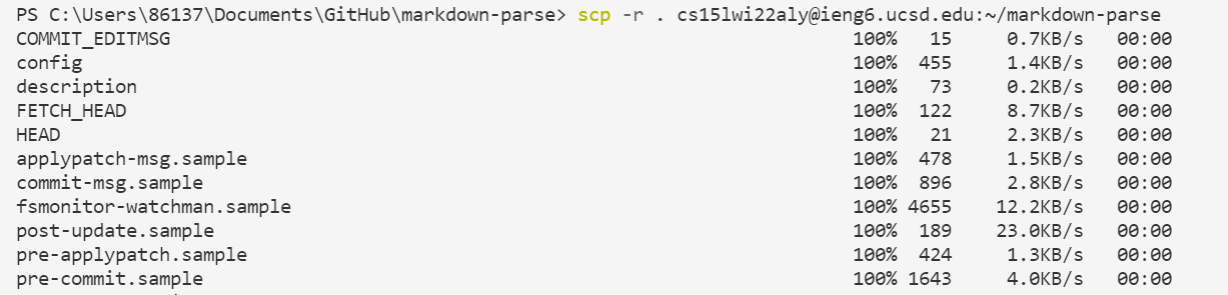 PS C:\Users\86137\Documents\GitHub\markdown-parse> scp -r . cs15lwi22aly@ieng6.ucsd.edu:~/markdown-parse
COMMIT_EDITMSG 100% 15 0.7KB/s 00:00
config 100% 455 1.4KB/s 00:00
description 100% 73 0.2KB/s 00:00
FETCH_HEAD 100% 122 8.7KB/s 00:00
HEAD 100% 21 2.3KB/s 00:00
applypatch-msg.sample 100% 478 1.5KB/s 00:00
commit-msg.sample 100% 896 2.8KB/s 00:00
fsmonitor-watchman.sample 100% 4655 12.2KB/s 00:00
post-update.sample 100% 189 23.0KB/s 00:00
pre-applypatch.sample 100% 424 1.3KB/s 00:00
pre-commit.sample 100% 1643 4.0KB/s 00:00